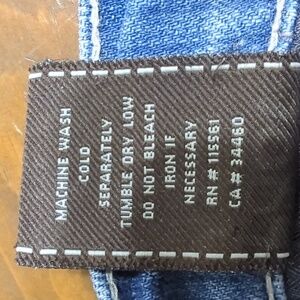 MACHINE WASH
COLD
SEPARATELY
TUMBLE DRY LOW
DO NOT BLEACH
IRON IF
NECESSARY
RN # 115561
CA # 34460